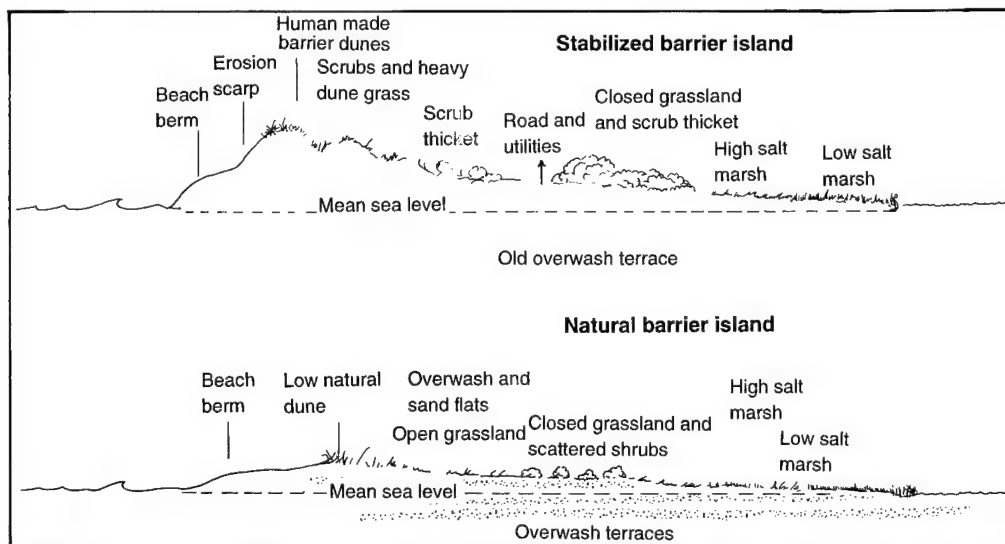 Stabilized barrier island
Human made
barrier dunes
Erosion
scarp
Scrubs and heavy
dune grass
Beach
berm
Scrub
thicket
Road and
utilities
Closed grassland
and scrub thicket
High salt
marsh
Low salt
marsh
Mean sea level
Old overwash terrace
Natural barrier island
Beach
berm
Low natural
dune
Overwash and
sand flats
Open grassland
Closed grassland and
scattered shrubs
High salt
marsh
Low salt
marsh
Mean sea level
Overwash terraces